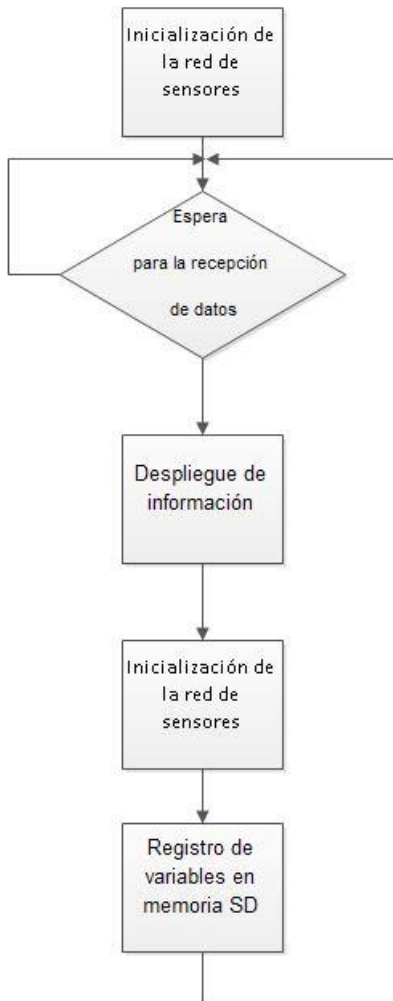 Inicialización de
la red de
sensores
Espera
para la recepción
de datos
Despliegue de
información
Inicialización de
la red de
sensores
Registro de
variables en
memoria SD